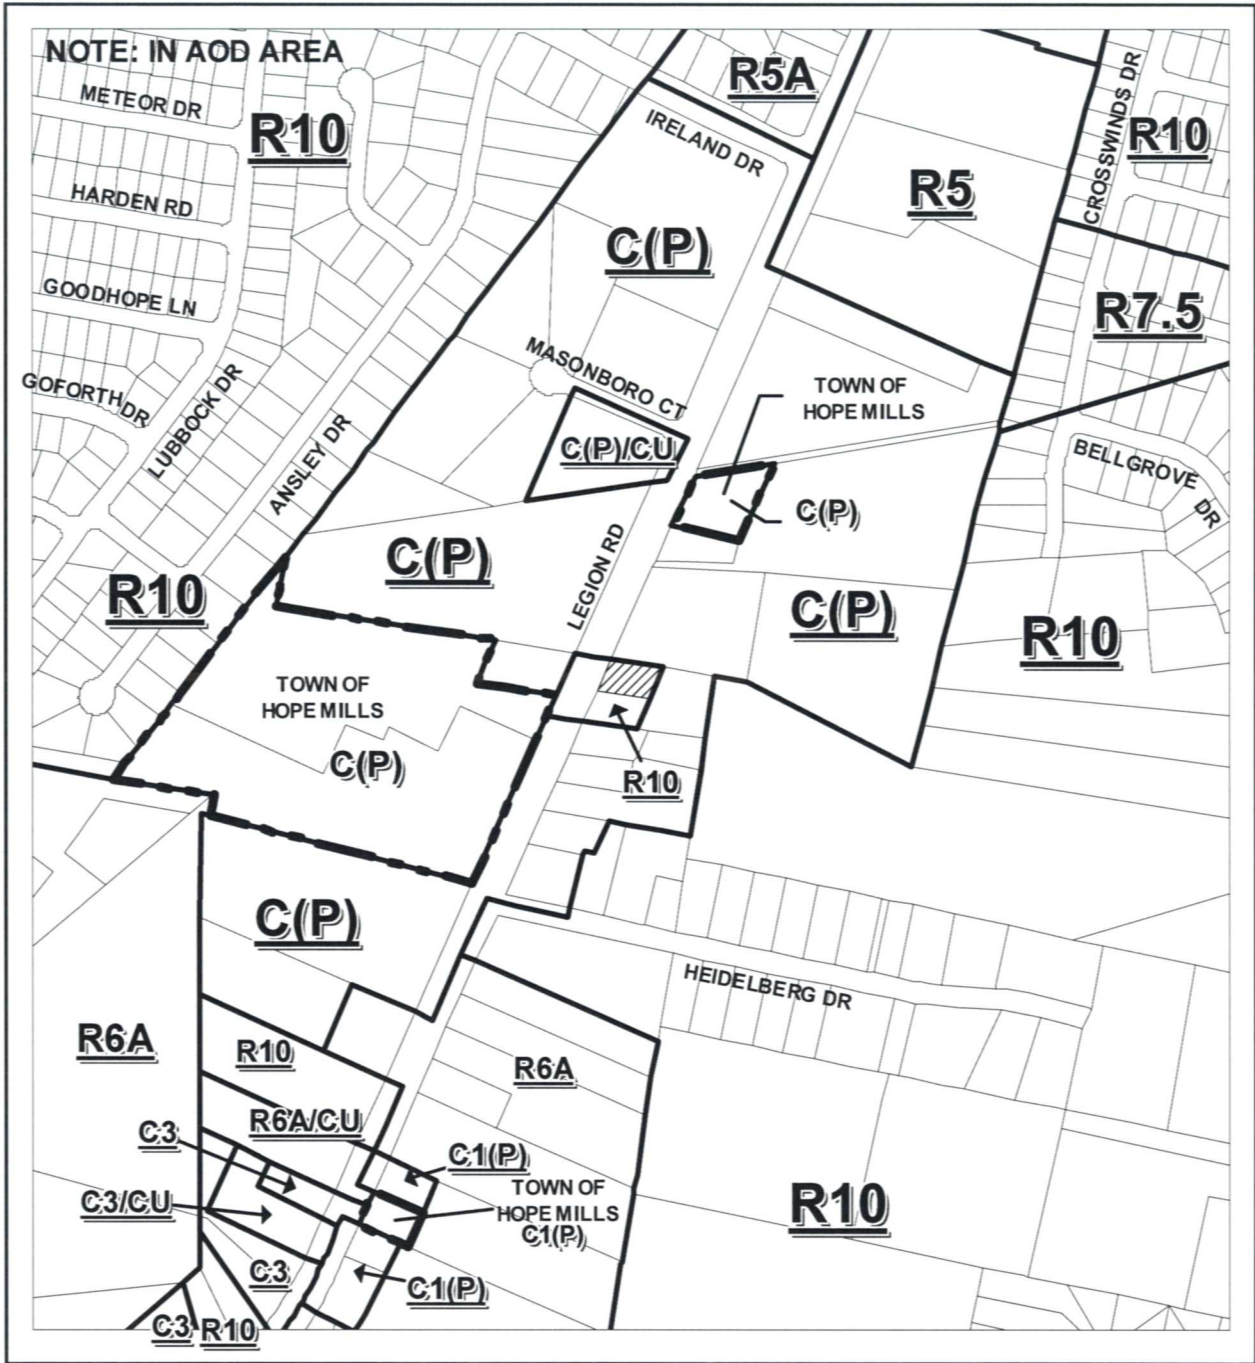 NOTE: IN AOD AREA
METEOR DR
R10
R5A
IRELAND DR
CROSSWINDS DR
R10
HARDEN RD
R5
C(P)
GOODHOPE LN
R7.5
MASONBORO CT
GOFORTH DR
LUBBOCK DR
ANSLEY DR
TOWN OF
HOPE MILLS
C(P)/CU
BELLGROVE DR
C(P)
LEGION RD
C(P)
R10
C(P)
R10
TOWN OF
HOPE MILLS
C(P)
R10
C(P)
HEIDELBERG DR
R6A
R10
R6A
R6A/CU
C3
C1(P)
TOWN OF
HOPE MILLS
C1(P)
C3/CU
R10
C3
C1(P)
C3
R10